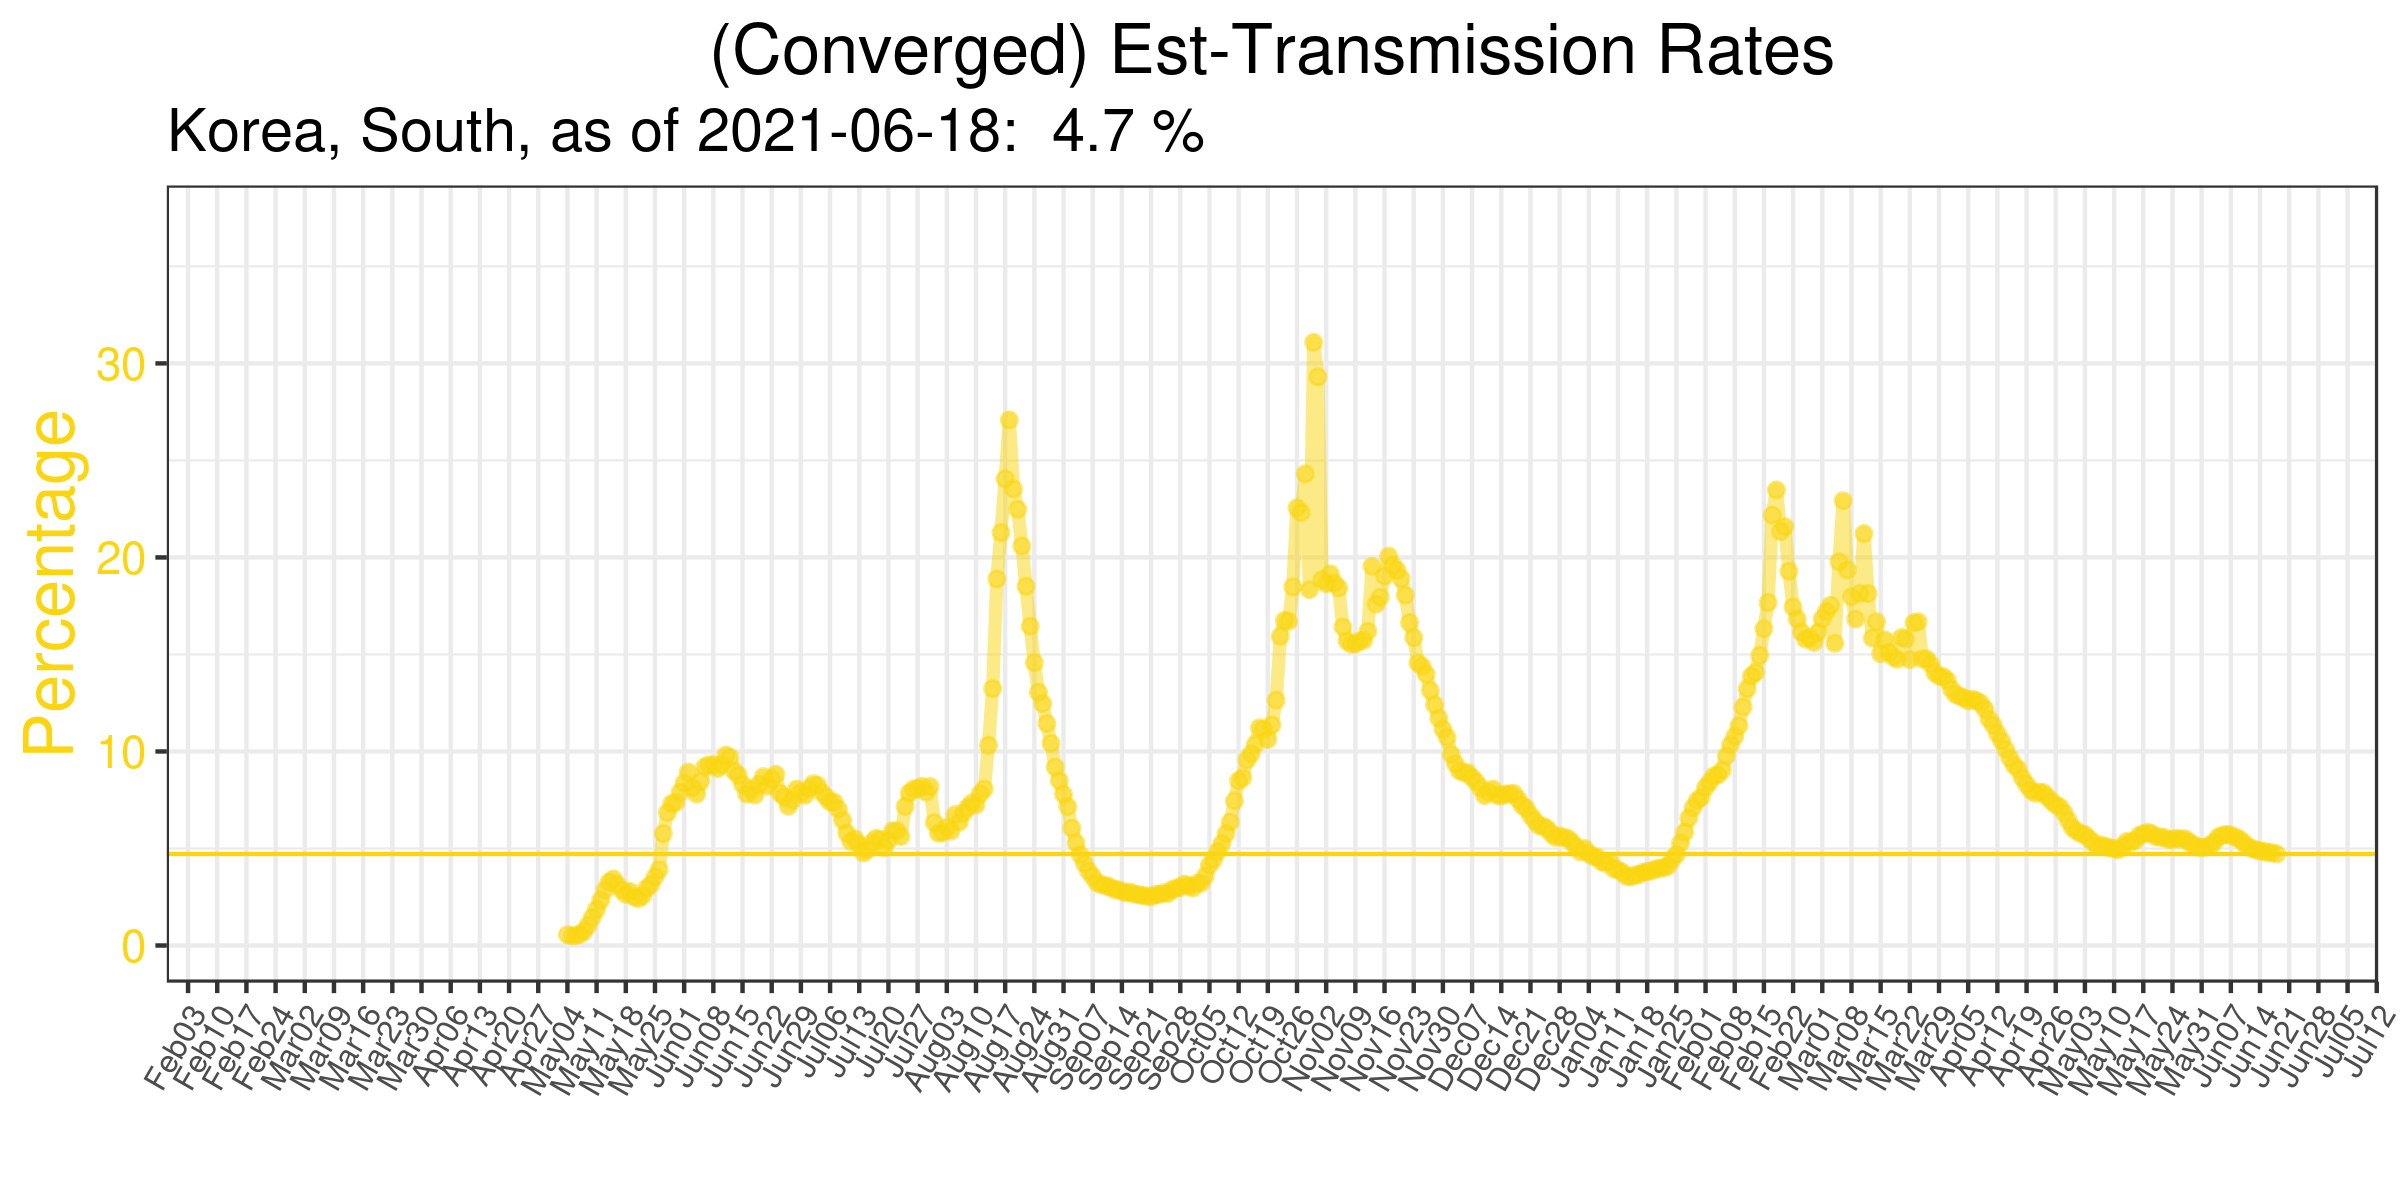 (Converged) Est-Transmission Rates
Korea, South, as of 2021-06-18:  4.7 %
Percentage
30
20
10
0
Feb03
Feb10
Feb17
Feb24
Mar02
Mar09
Mar16
Mar23
Mar30
Apr06
Apr13
Apr20
Apr27
May04
May11
May18
May25
Jun01
Jun08
Jun15
Jun22
Jun29
Jul06
Jul13
Jul20
Jul27
Aug03
Aug10
Aug17
Aug24
Aug31
Sep07
Sep14
Sep21
Sep28
Oct05
Oct12
Oct19
Oct26
Nov02
Nov09
Nov16
Nov23
Nov30
Dec07
Dec14
Dec21
Dec28
Dec04
Jan11
Jan18
Jan25
Feb01
Feb08
Feb15
Feb22
Mar01
Mar08
Mar15
Mar22
Mar29
Mar05
Apr12
Apr19
Apr26
Apr03
May10
May17
May24
May31
May07
Jun14
Jun21
Jun28
Jul05
Jul12